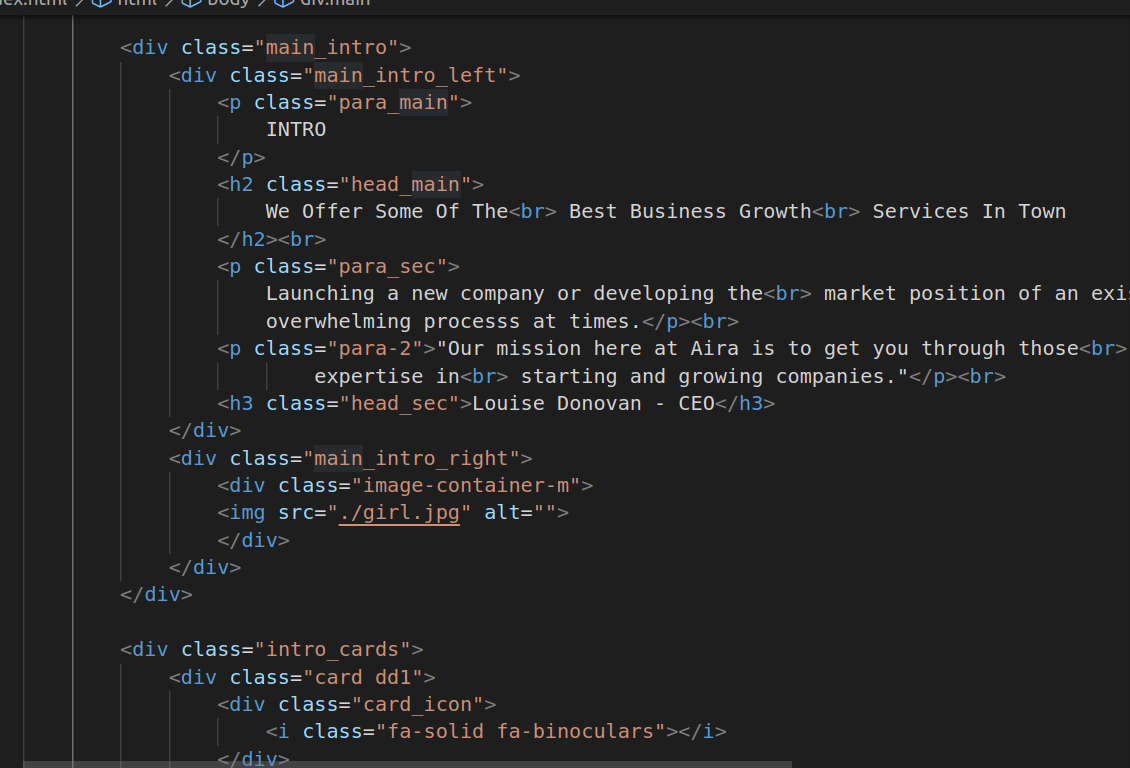 ex.html > html > body > div.main
<div class="main_intro">
<div class="main_intro_left">
<p class="para_main">
INTRO
</p>
<h2 class="head_main">
We Offer Some Of The<br> Best Business Growth<br> Services In Town
</h2><br>
<p class="para_sec">
Launching a new company or developing the<br> market position of an exis
overwhelming processs at times.</p><br>
<p class="para-2">"Our mission here at Aira is to get you through those<br>
expertise in<br> starting and growing companies."</p><br>
<h3 class="head_sec">Louise Donovan - CEO</h3>
</div>
<div class="main_intro_right">
<div class="image-container-m">
<img src="./girl.jpg" alt="">
</div>
</div>
</div>
<div class="intro_cards">
<div class="card dd1">
<div class="card_icon">
<i class="fa-solid fa-binoculars"></i>
</div>